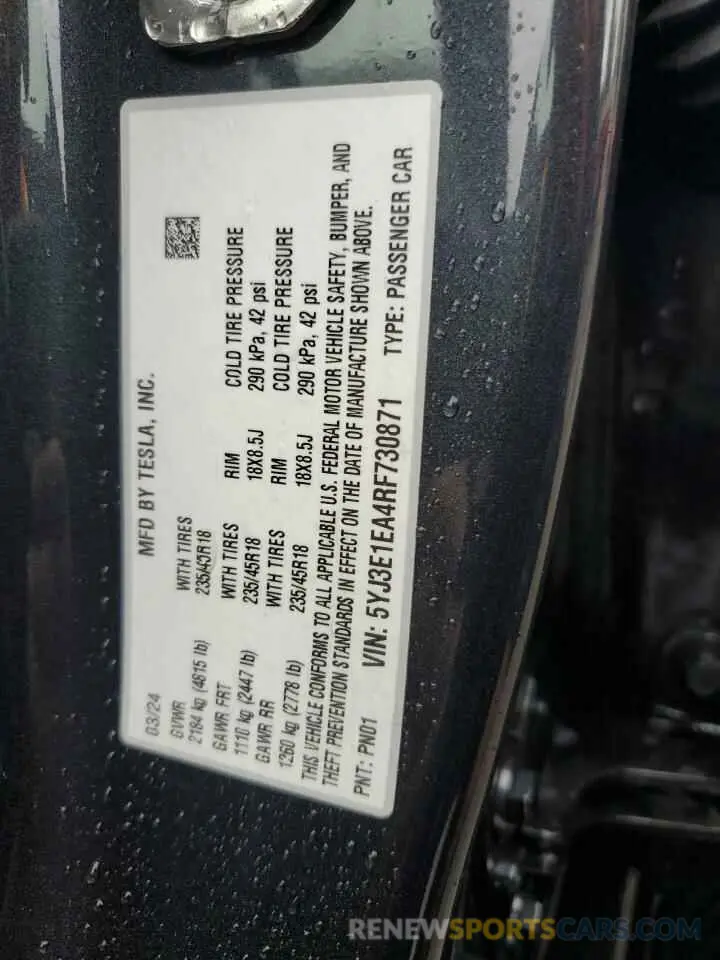 MFD BY TESLA, INC.
03/24
GVWR WITH TIRES
2184 kg (4815 lb) 235/45R18
GAWR FRT WITH TIRES RIM COLD TIRE PRESSURE
1110 kg (2447 lb) 235/45R18 18X8.5J 290 kPa, 42 psi
GAWR RR WITH TIRES RIM COLD TIRE PRESSURE
1260 kg (2778 lb) 235/45R18 18X8.5J 290 kPa, 42 psi
THIS VEHICLE CONFORMS TO ALL APPLICABLE U.S. FEDERAL MOTOR VEHICLE SAFETY, BUMPER, AND
THEFT PREVENTION STANDARDS IN EFFECT ON THE DATE OF MANUFACTURE SHOWN ABOVE.
PNT: PN01 VIN: 5YJ3E1EA4RF730871 TYPE: PASSENGER CAR
RENEWSPORTSCARS.COM